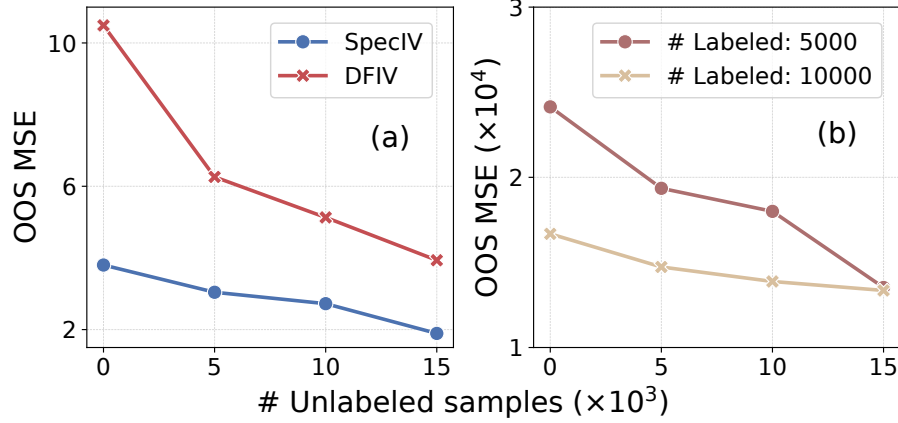 OOS MSE
10
6
2
SpecIV
DFIV
(a)
0
5
10
15
OOS MSE (×10⁴)
3
2
1
# Labeled: 5000
# Labeled: 10000
(b)
0
5
10
15
# Unlabeled samples (×10³)